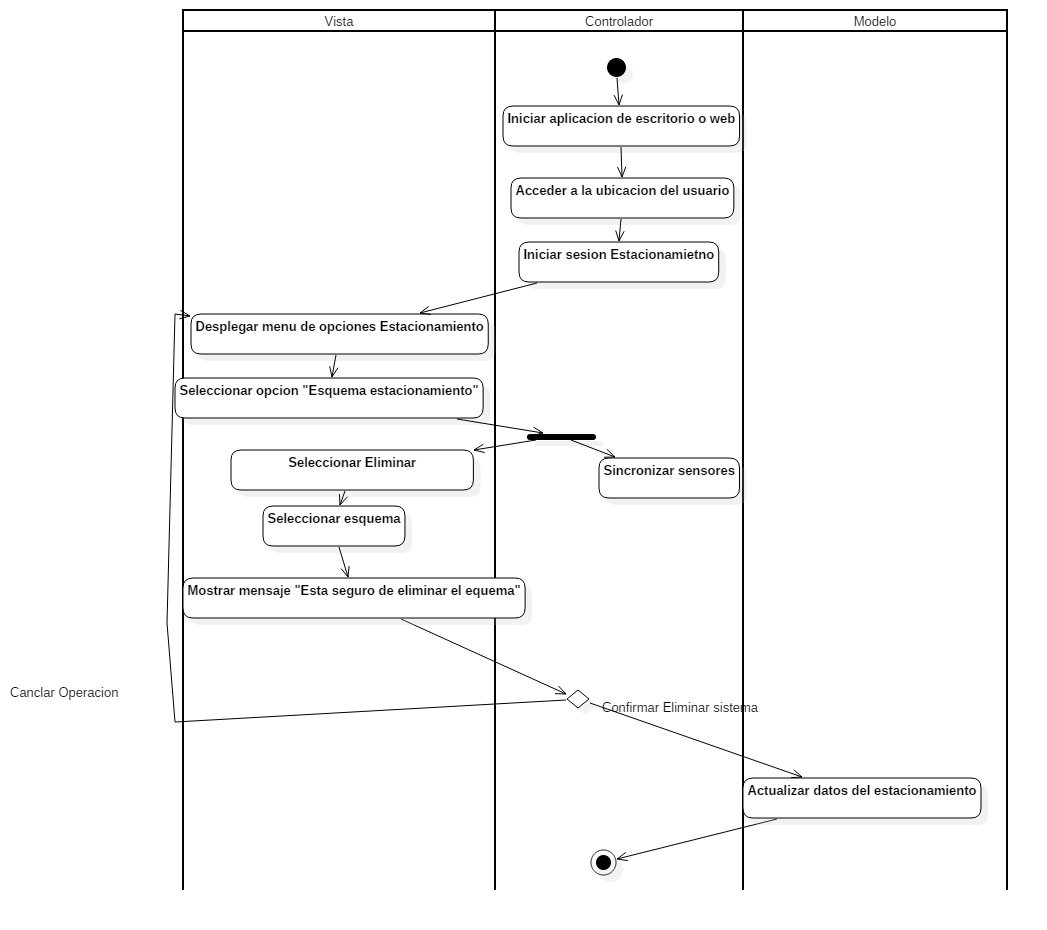 Vista
Controlador
Modelo
Iniciar aplicacion de escritorio o web
Acceder a la ubicacion del usuario
Iniciar sesion Estacionamietno
Desplegar menu de opciones Estacionamiento
Seleccionar opcion "Esquema estacionamiento"
Seleccionar Eliminar
Sincronizar sensores
Seleccionar esquema
Mostrar mensaje "Esta seguro de eliminar el equema"
Canclar Operacion
Confirmar Eliminar sistema
Actualizar datos del estacionamiento